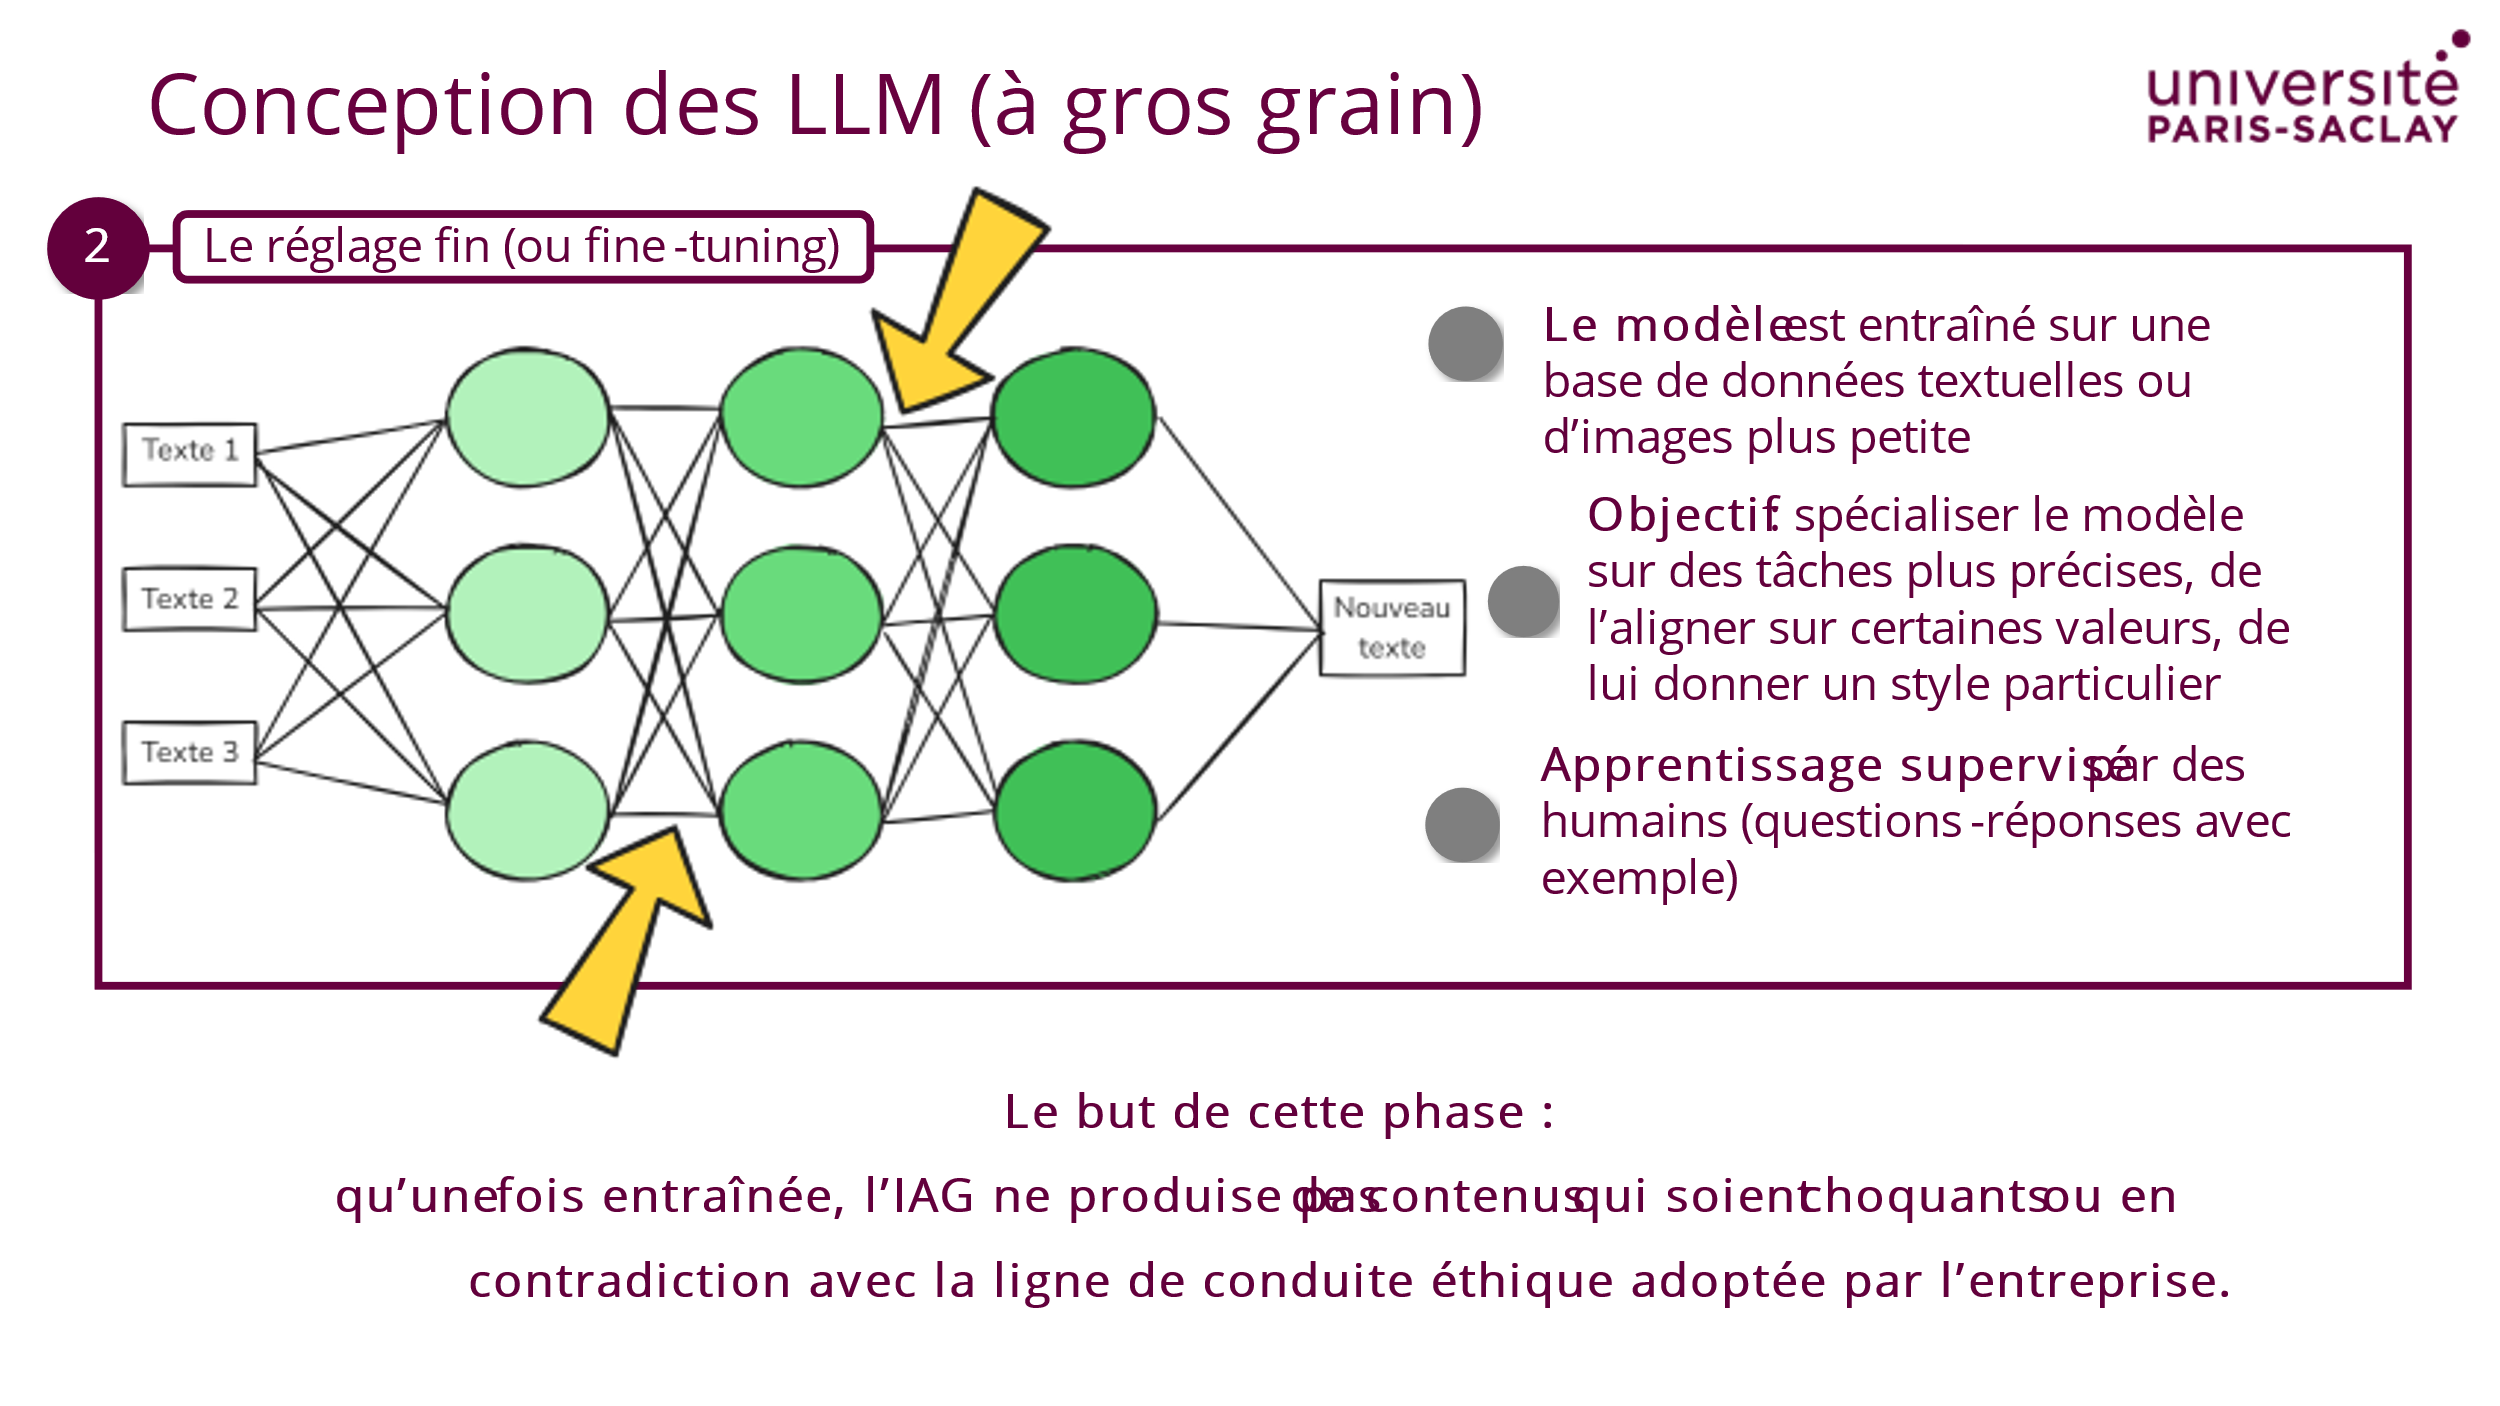 Conception des LLM (à gros grain)
universite
PARIS-SACLAY
2
Le réglage fin (ou fine-tuning)
Texte 1
Texte 2
Texte 3
Nouveau
texte
Le modèle est entraîné sur une
base de données textuelles ou
d’images plus petite
Objectif : spécialiser le modèle
sur des tâches plus précises, de
l’aligner sur certaines valeurs, de
lui donner un style particulier
Apprentissage supervisé par des
humains (questions-réponses avec
exemple)
Le but de cette phase :
qu’une fois entraînée, l’IAG ne produise pas de contenus qui soient choquants ou en
contradiction avec la ligne de conduite éthique adoptée par l’entreprise.